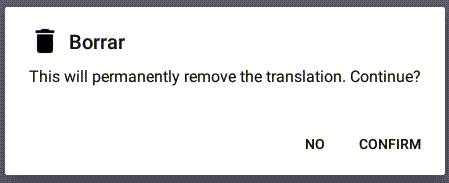 Borrar
This will permanently remove the translation. Continue?
NO CONFIRM